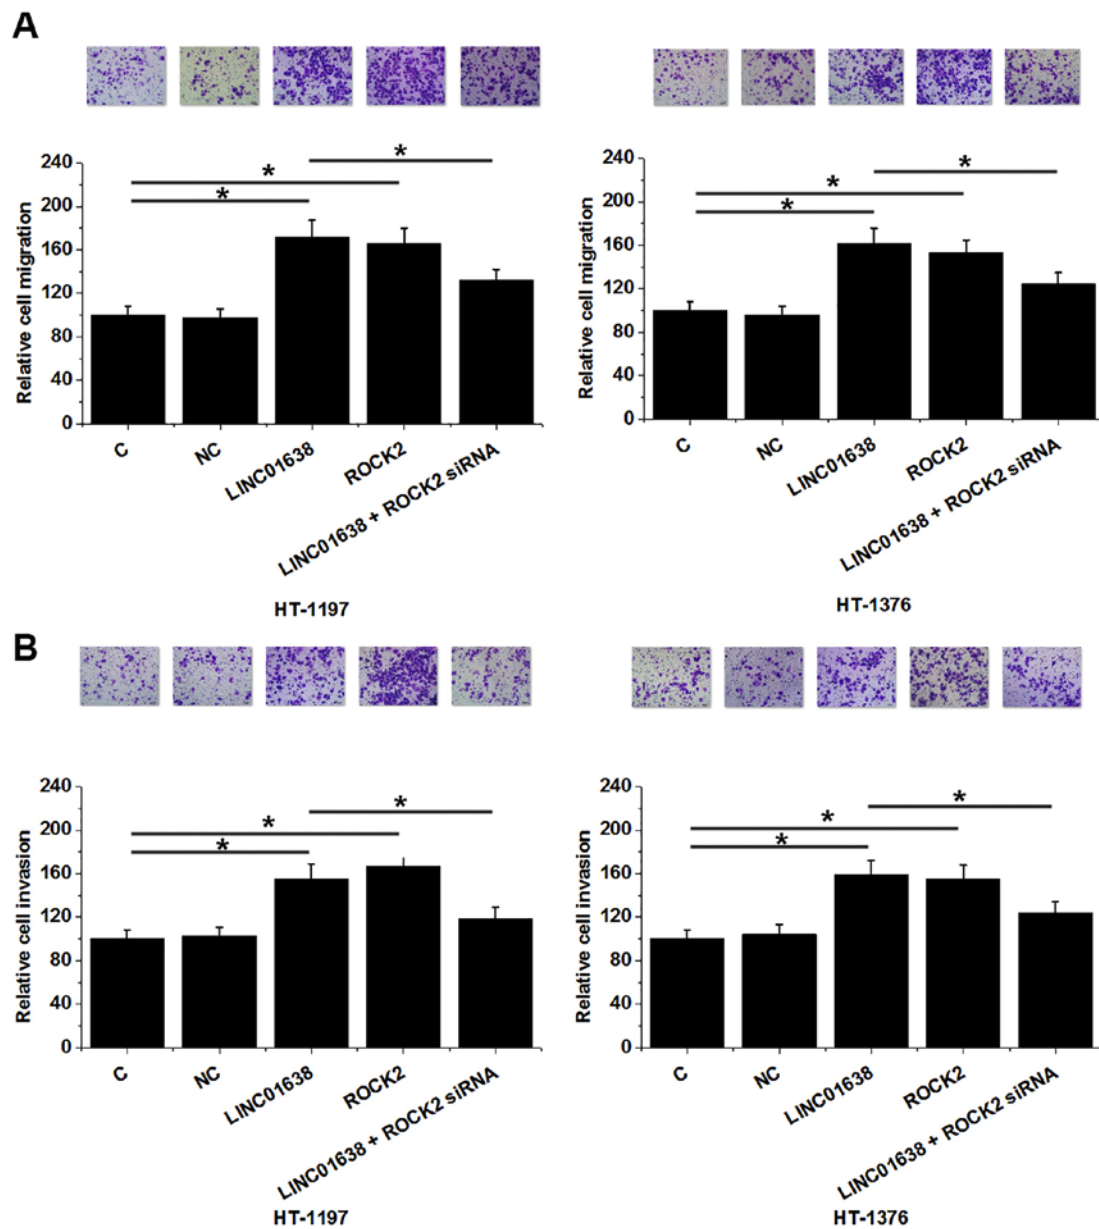 A
Relative cell migration
240
200
160
120
80
40
0
*
*
*
C
NC
LINC01638
ROCK2
LINC01638 + ROCK2 siRNA
HT-1197
Relative cell migration
240
200
160
120
80
40
0
*
*
*
C
NC
LINC01638
ROCK2
LINC01638 + ROCK2 siRNA
HT-1376
B
Relative cell invasion
240
200
160
120
80
40
0
*
*
*
C
NC
LINC01638
ROCK2
LINC01638 + ROCK2 siRNA
HT-1197
Relative cell invasion
240
200
160
120
80
40
0
*
*
*
C
NC
LINC01638
ROCK2
LINC01638 + ROCK2 siRNA
HT-1376